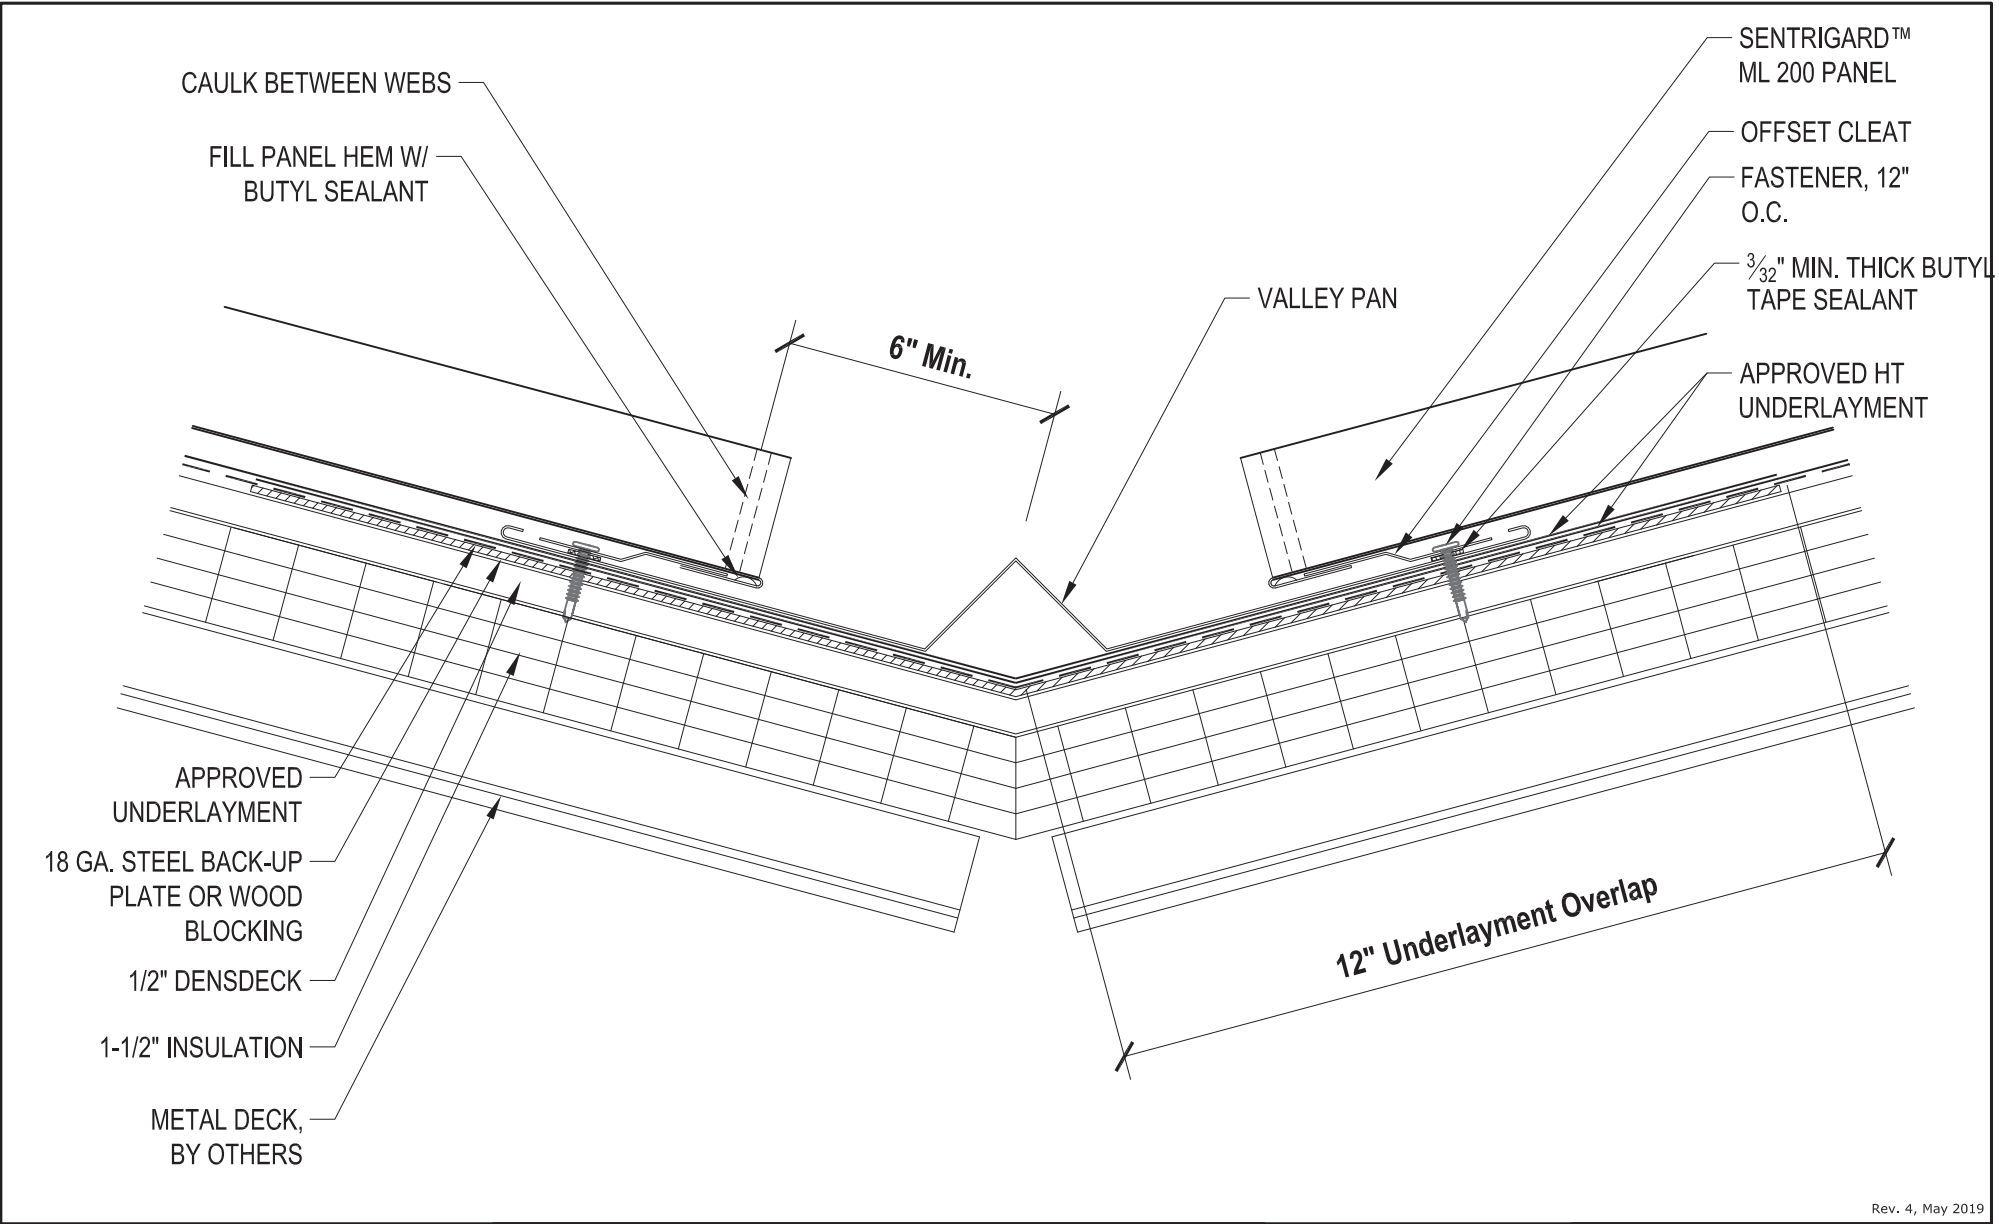 CAULK BETWEEN WEBS
FILL PANEL HEM W/
BUTYL SEALANT
6" Min.
VALLEY PAN
SENTRIGARD™
ML 200 PANEL
OFFSET CLEAT
FASTENER, 12"
O.C.
3/32" MIN. THICK BUTYL
TAPE SEALANT
APPROVED HT
UNDERLAYMENT
APPROVED
UNDERLAYMENT
18 GA. STEEL BACK-UP
PLATE OR WOOD
BLOCKING
1/2" DENSDECK
1-1/2" INSULATION
METAL DECK,
BY OTHERS
12" Underlayment Overlap
Rev. 4, May 2019